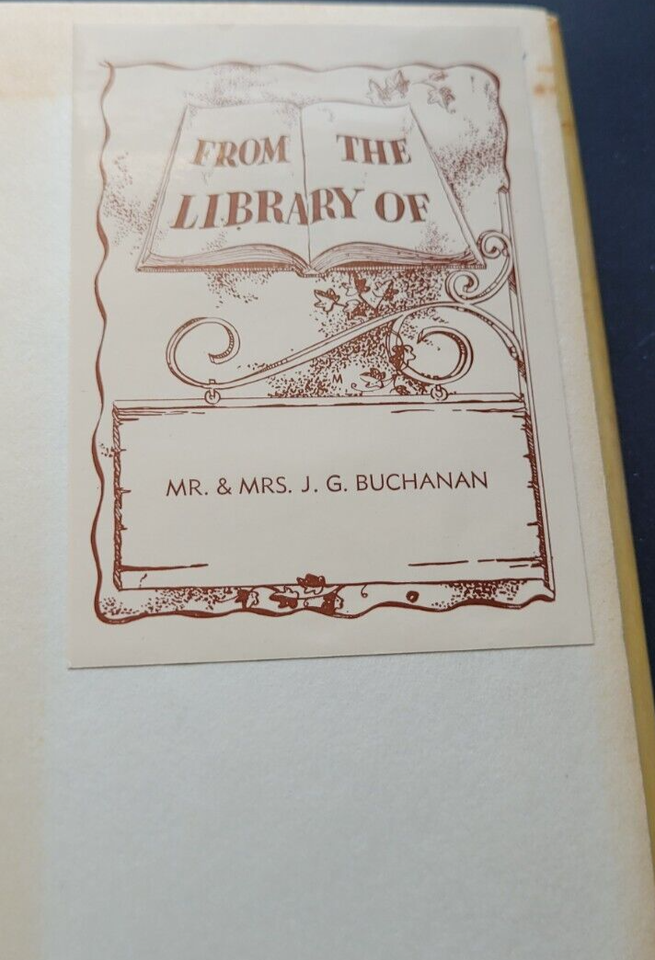 FROM THE
LIBRARY OF
MR. & MRS. J. G. BUCHANAN